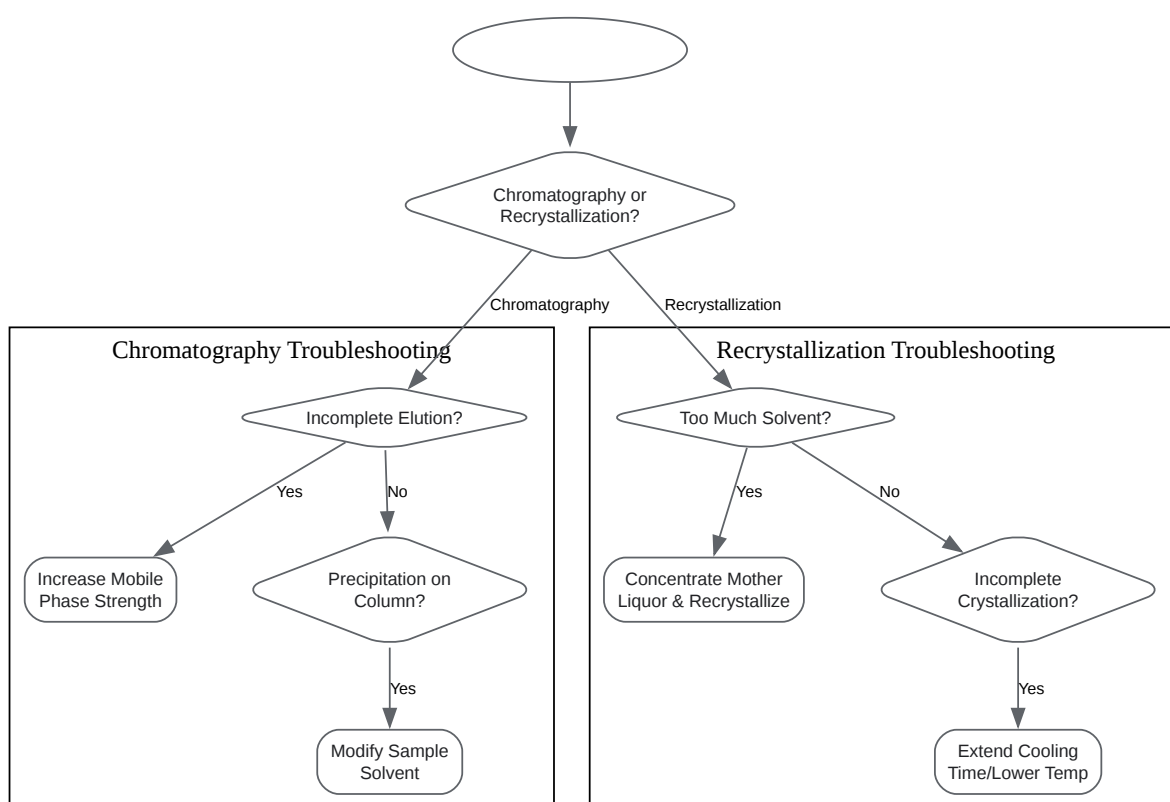 Chromatography or
Recrystallization?
Chromatography
Recrystallization
Chromatography Troubleshooting
Recrystallization Troubleshooting
Incomplete Elution?
Too Much Solvent?
Yes
No
Yes
No
Increase Mobile
Phase Strength
Precipitation on
Column?
Concentrate Mother
Liquor & Recrystallize
Incomplete
Crystallization?
Yes
Yes
Modify Sample
Solvent
Extend Cooling
Time/Lower Temp